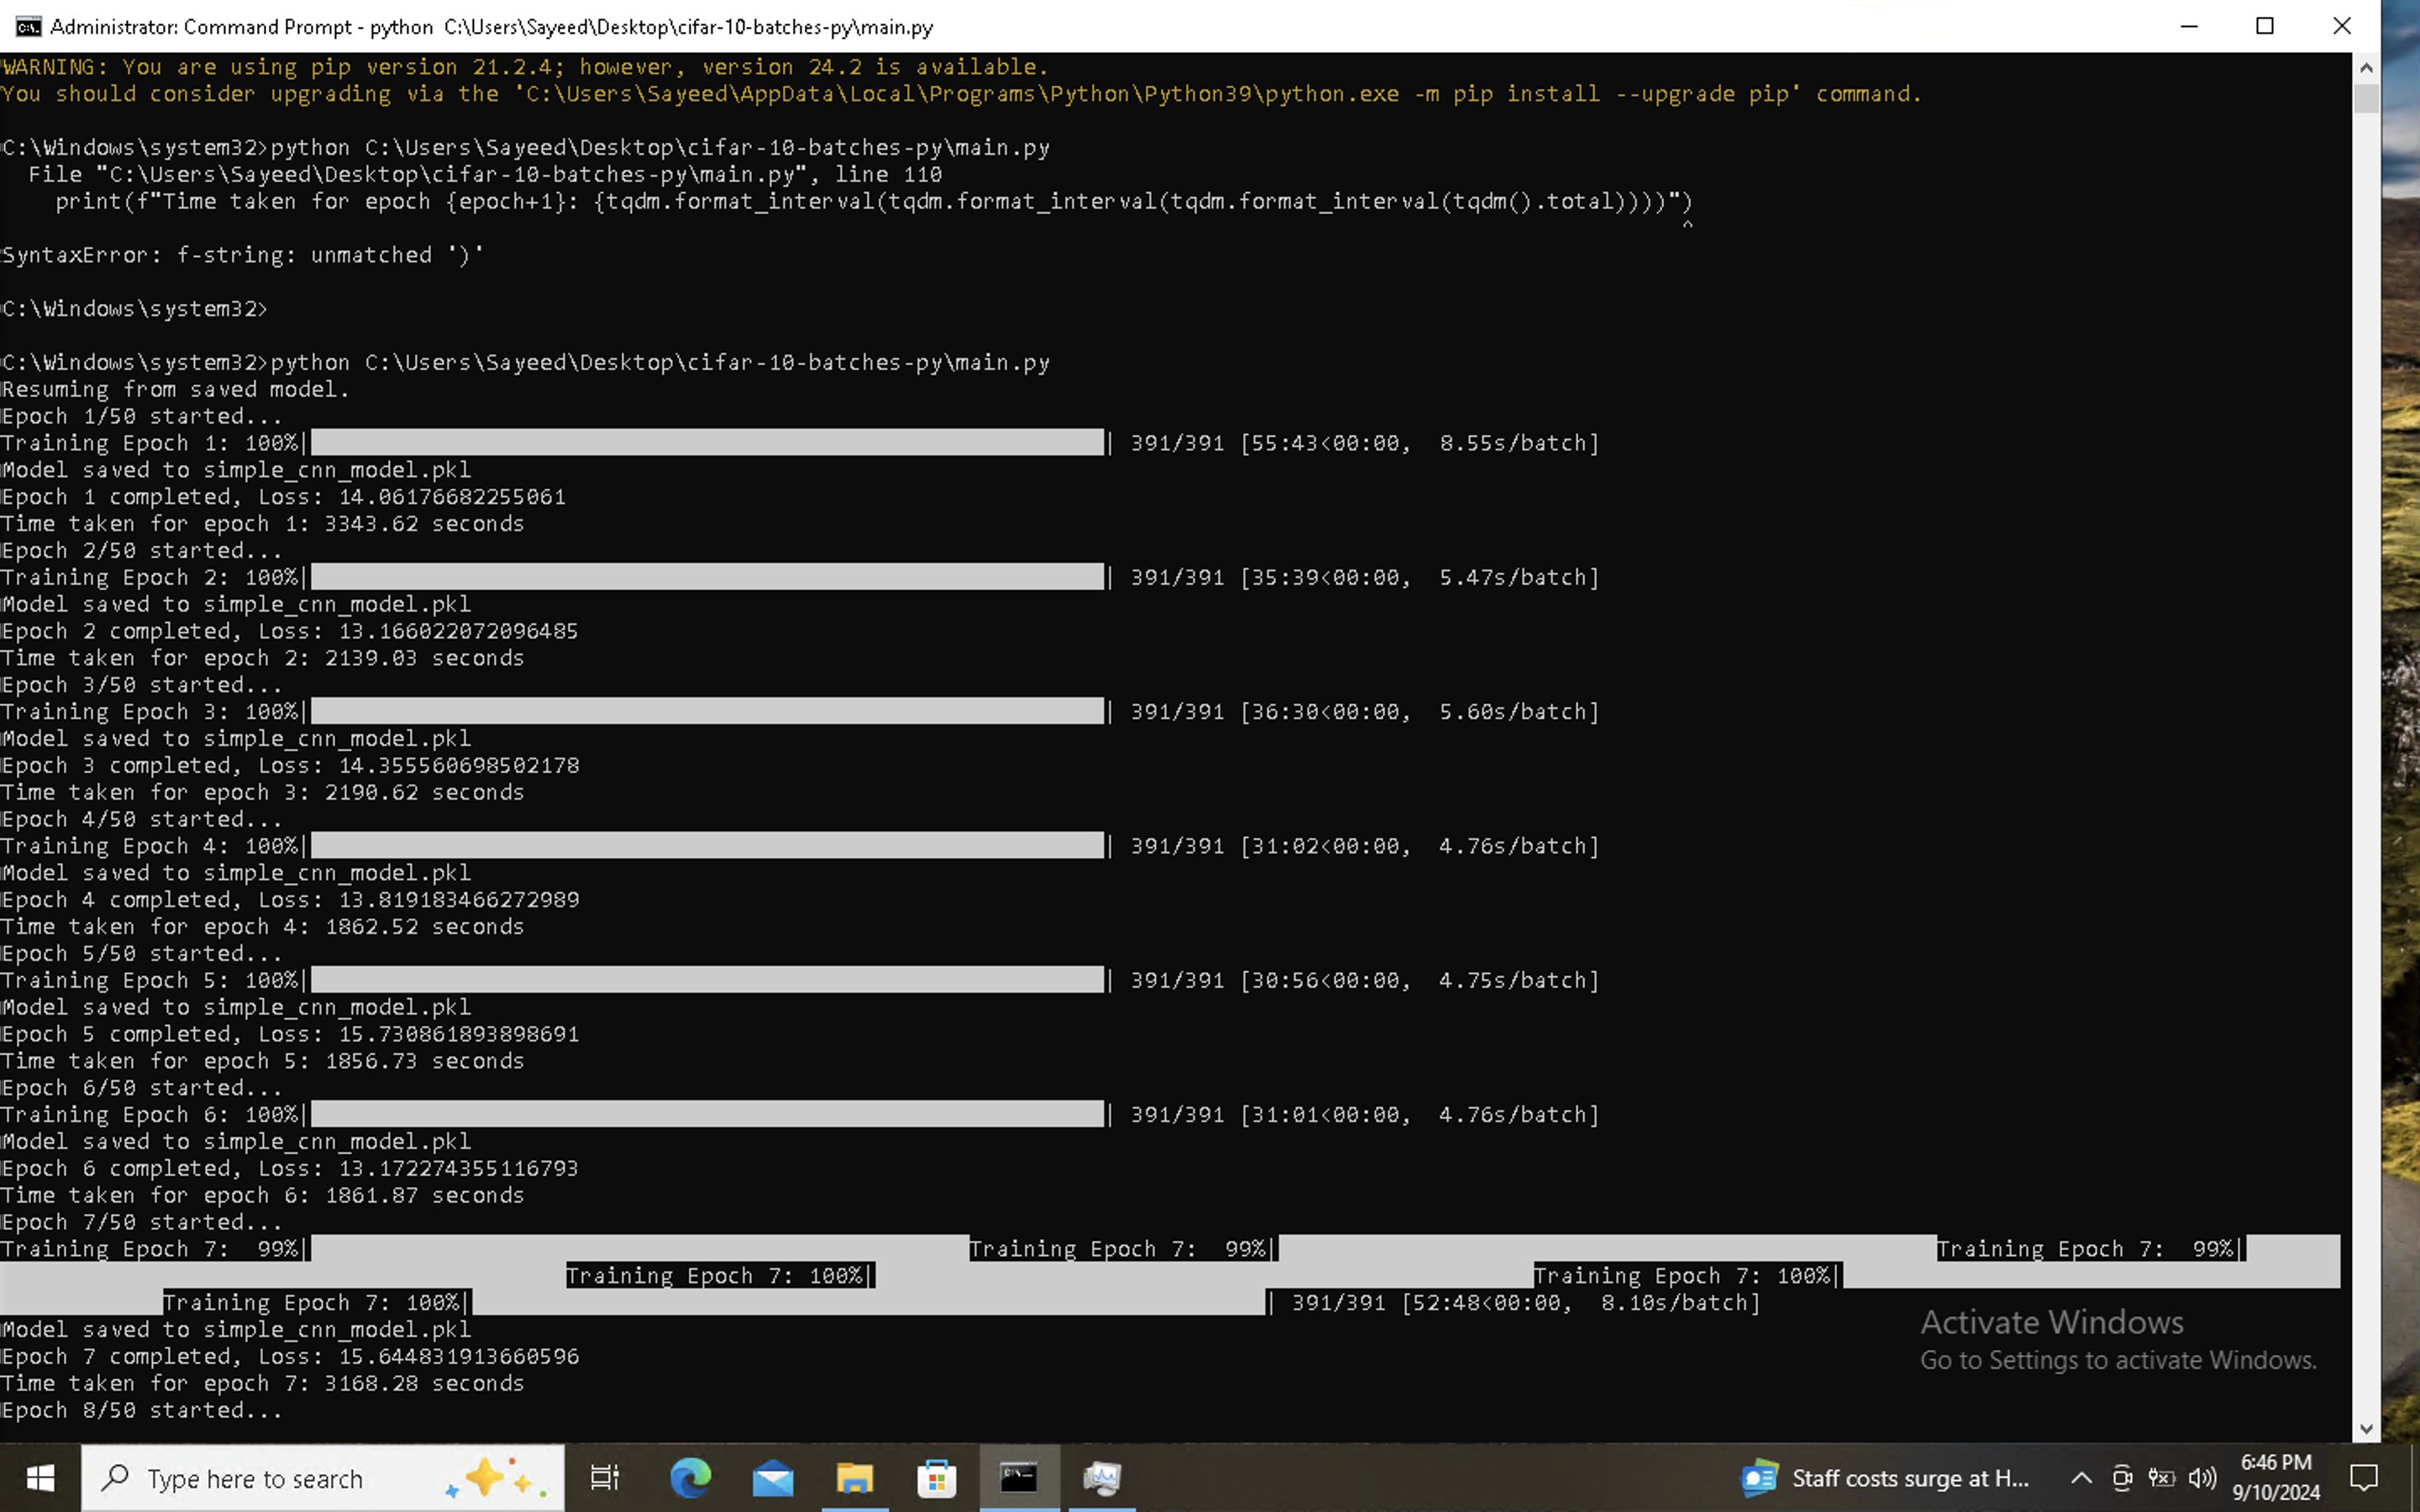 Administrator: Command Prompt - python  C:\Users\Sayeed\Desktop\cifar-10-batches-py\main.py
WARNING: You are using pip version 21.2.4; however, version 24.2 is available.
You should consider upgrading via the 'C:\Users\Sayeed\AppData\Local\Programs\Python\Python39\python.exe -m pip install --upgrade pip' command.
C:\Windows\system32>python C:\Users\Sayeed\Desktop\cifar-10-batches-py\main.py
  File "C:\Users\Sayeed\Desktop\cifar-10-batches-py\main.py", line 110
    print(f"Time taken for epoch {epoch+1}: {tqdm.format_interval(tqdm.format_interval(tqdm.format_interval(tqdm().total))))}")
^
SyntaxError: f-string: unmatched ')'
C:\Windows\system32>
C:\Windows\system32>python C:\Users\Sayeed\Desktop\cifar-10-batches-py\main.py
Resuming from saved model.
Epoch 1/50 started...
Training Epoch 1: 100%| | 391/391 [55:43<00:00,  8.55s/batch]
Model saved to simple_cnn_model.pkl
Epoch 1 completed, Loss: 14.06176682255061
Time taken for epoch 1: 3343.62 seconds
Epoch 2/50 started...
Training Epoch 2: 100%| | 391/391 [35:39<00:00,  5.47s/batch]
Model saved to simple_cnn_model.pkl
Epoch 2 completed, Loss: 13.166022072096485
Time taken for epoch 2: 2139.03 seconds
Epoch 3/50 started...
Training Epoch 3: 100%| | 391/391 [36:30<00:00,  5.60s/batch]
Model saved to simple_cnn_model.pkl
Epoch 3 completed, Loss: 14.355560698502178
Time taken for epoch 3: 2190.62 seconds
Epoch 4/50 started...
Training Epoch 4: 100%| | 391/391 [31:02<00:00,  4.76s/batch]
Model saved to simple_cnn_model.pkl
Epoch 4 completed, Loss: 13.819183466272989
Time taken for epoch 4: 1862.52 seconds
Epoch 5/50 started...
Training Epoch 5: 100%| | 391/391 [30:56<00:00,  4.75s/batch]
Model saved to simple_cnn_model.pkl
Epoch 5 completed, Loss: 15.730861893898691
Time taken for epoch 5: 1856.73 seconds
Epoch 6/50 started...
Training Epoch 6: 100%| | 391/391 [31:01<00:00,  4.76s/batch]
Model saved to simple_cnn_model.pkl
Epoch 6 completed, Loss: 13.172274355116793
Time taken for epoch 6: 1861.87 seconds
Epoch 7/50 started...
Training Epoch 7:  99%| Training Epoch 7:  99%| Training Epoch 7:  99%|
Training Epoch 7: 100%| Training Epoch 7: 100%|
Training Epoch 7: 100%| | 391/391 [52:48<00:00,  8.10s/batch]
Model saved to simple_cnn_model.pkl
Epoch 7 completed, Loss: 15.644831913660596
Time taken for epoch 7: 3168.28 seconds
Epoch 8/50 started...
Activate Windows
Go to Settings to activate Windows.
Type here to search
Staff costs surge at H...
6:46 PM
9/10/2024